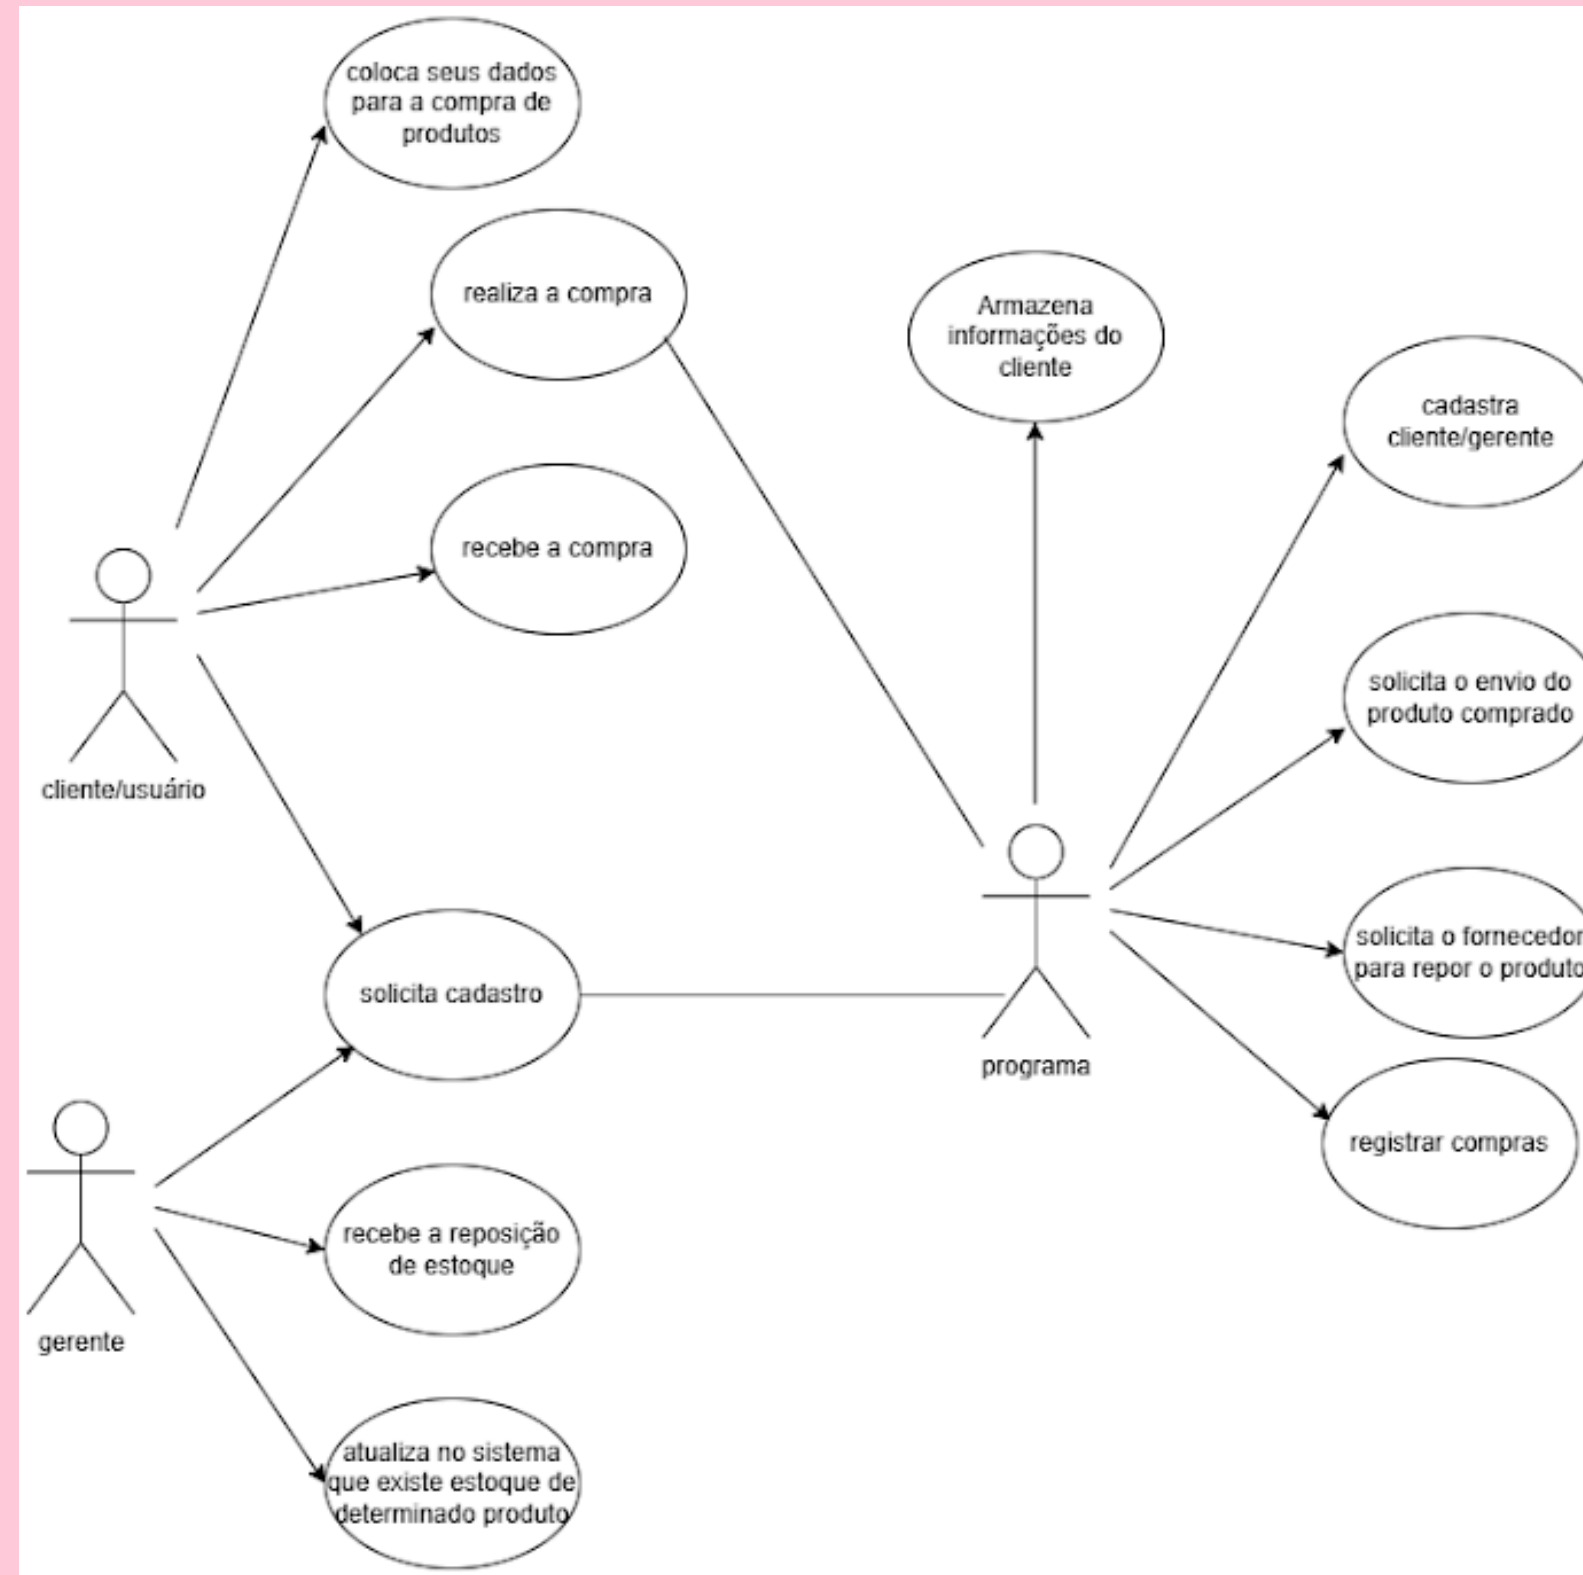 coloca seus dados
para a compra de
produtos
realiza a compra
Armazena
informações do
cliente
cadastra
cliente/gerente
recebe a compra
solicita o envio do
produto comprado
cliente/usuário
solicita o fornecedor
para repor o produto
solicita cadastro
programa
registrar compras
recebe a reposição
de estoque
gerente
atualiza no sistema
que existe estoque de
determinado produto